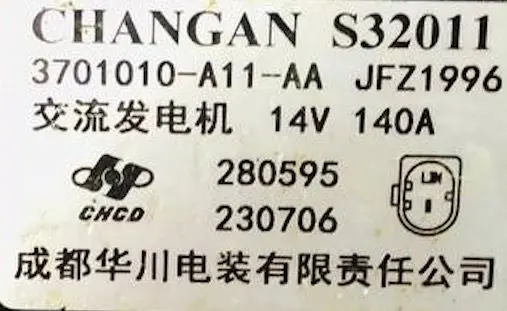 CHANGAN S32011
3701010-A11-AA JFZ1996
交流发电机 14V 140A
280595
CHCD 230706
成都华川电装有限责任公司